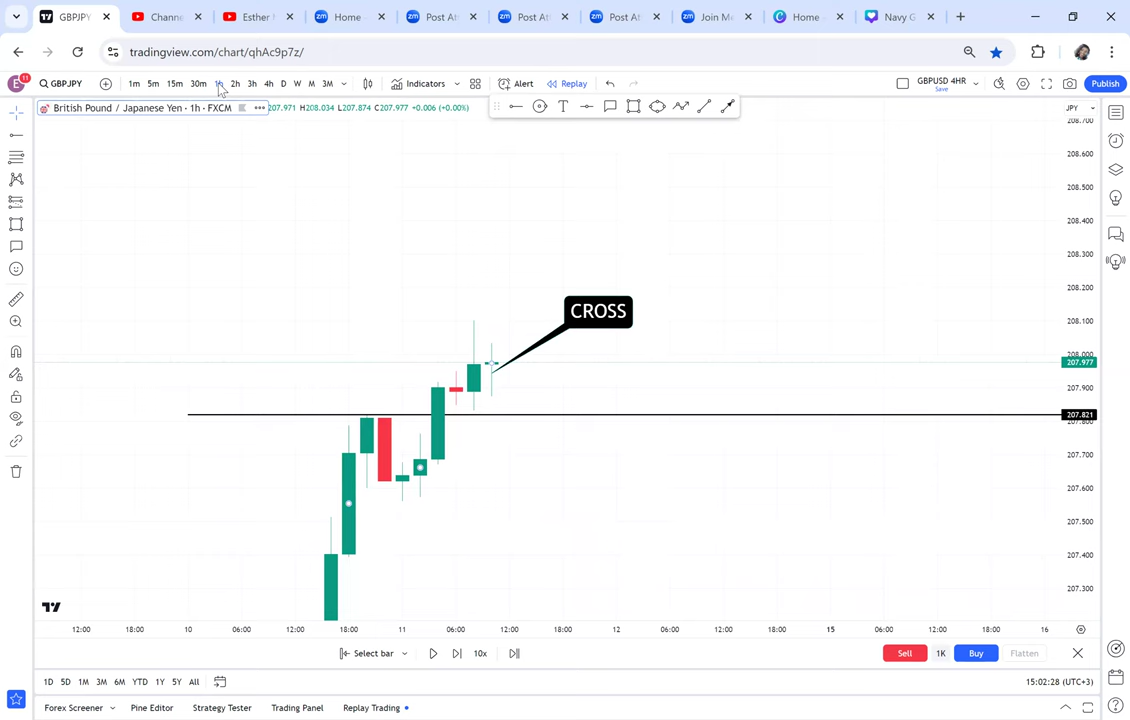 GBPJPY
Channe
Esther M
Home -
Post At
Post At
Post At
Join Me
Home -
Navy G
tradingview.com/chart/qhAc9p7z/
E
11
GBPJPY
1m 5m 15m 30m 1h 2h 3h 4h D W M 3M
Indicators
Alert
Replay
GBPUSD 4HR
Save
Publish
British Pound / Japanese Yen · 1h · FXCM
207.971 H208.034 L207.874 C207.977 +0.006 (+0.00%)
JPY
208.700
208.600
208.500
208.400
208.300
208.200
208.100
208.000
207.977
207.900
207.821
207.800
207.700
207.600
207.500
207.400
207.300
CROSS
12:00 18:00 10 06:00 12:00 18:00 11 06:00 12:00 18:00 12 06:00 12:00 18:00 15 06:00 18:00 16
Select bar
10x
Sell
1K
Buy
Flatten
1D 5D 1M 3M 6M YTD 1Y 5Y All
15:02:28 (UTC+3)
Forex Screener
Pine Editor
Strategy Tester
Trading Panel
Replay Trading